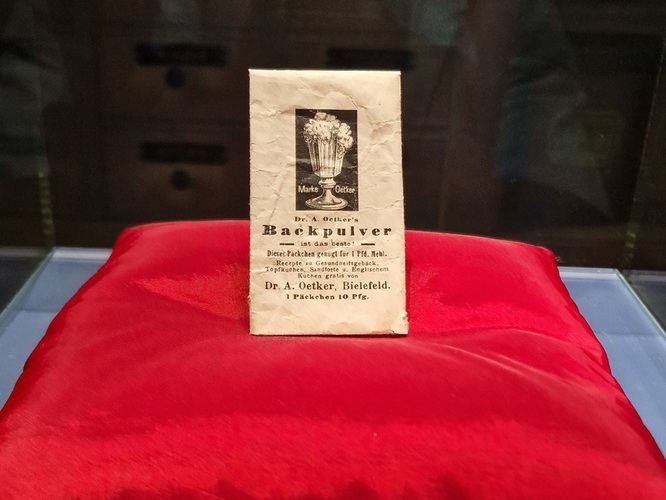 Marke Oetker
Dr. A. Oetker's
Backpulver
ist das beste!
Dieses Päckchen genügt für 1 Pfd. Mehl.
Recepte zu Gesundheitsgebäck,
Topfkuchen, Sandtorte u. Englischem
Kuchen gratis von
Dr. A. Oetker, Bielefeld.
1 Päckchen 10 Pfg.